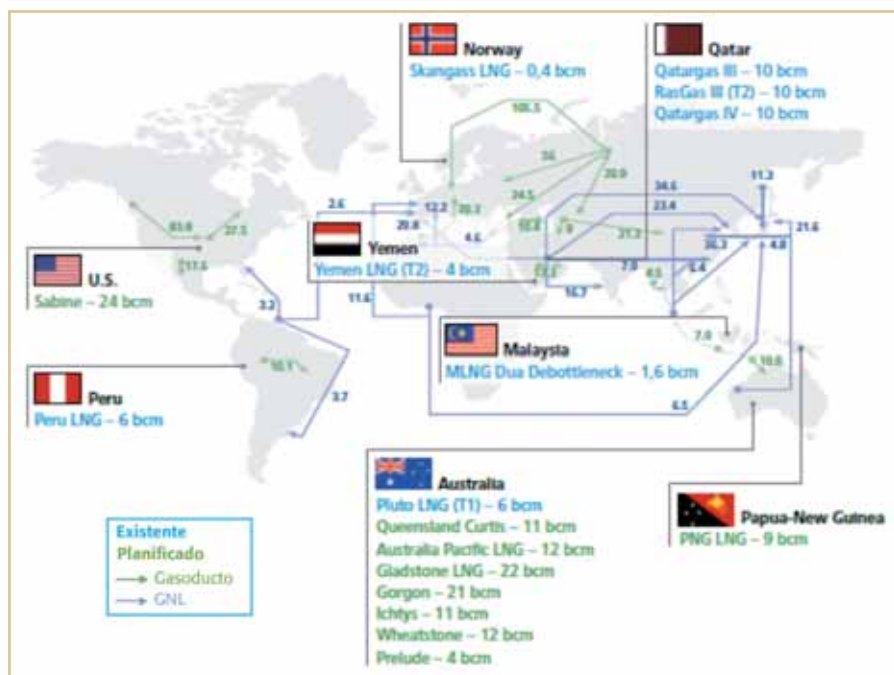 Norway
Skangass LNG – 0,4 bcm
Qatar
Qatargas III – 10 bcm
RasGas III (T2) – 10 bcm
Qatargas IV – 10 bcm
20.9
11.3
2.6
12.2
34.6
24.5
23.4
21.6
4.6
4.8
Yemen
Yemen LNG (T2) – 4 bcm
U.S.
Sabine – 24 bcm
17.5
3.2
11.6
16.7
Malaysia
MLNG Dua Debottleneck – 1,6 bcm
7.0
Peru
Peru LNG – 6 bcm
10.1
3.7
6.5
Australia
Pluto LNG (T1) – 6 bcm
Queensland Curtis – 11 bcm
Australia Pacific LNG – 12 bcm
Gladstone LNG – 22 bcm
Gorgon – 21 bcm
Ichtys – 11 bcm
Wheatstone – 12 bcm
Prelude – 4 bcm
Papua-New Guinea
PNG LNG – 9 bcm
Existente
Planificado
Gasoducto
GNL